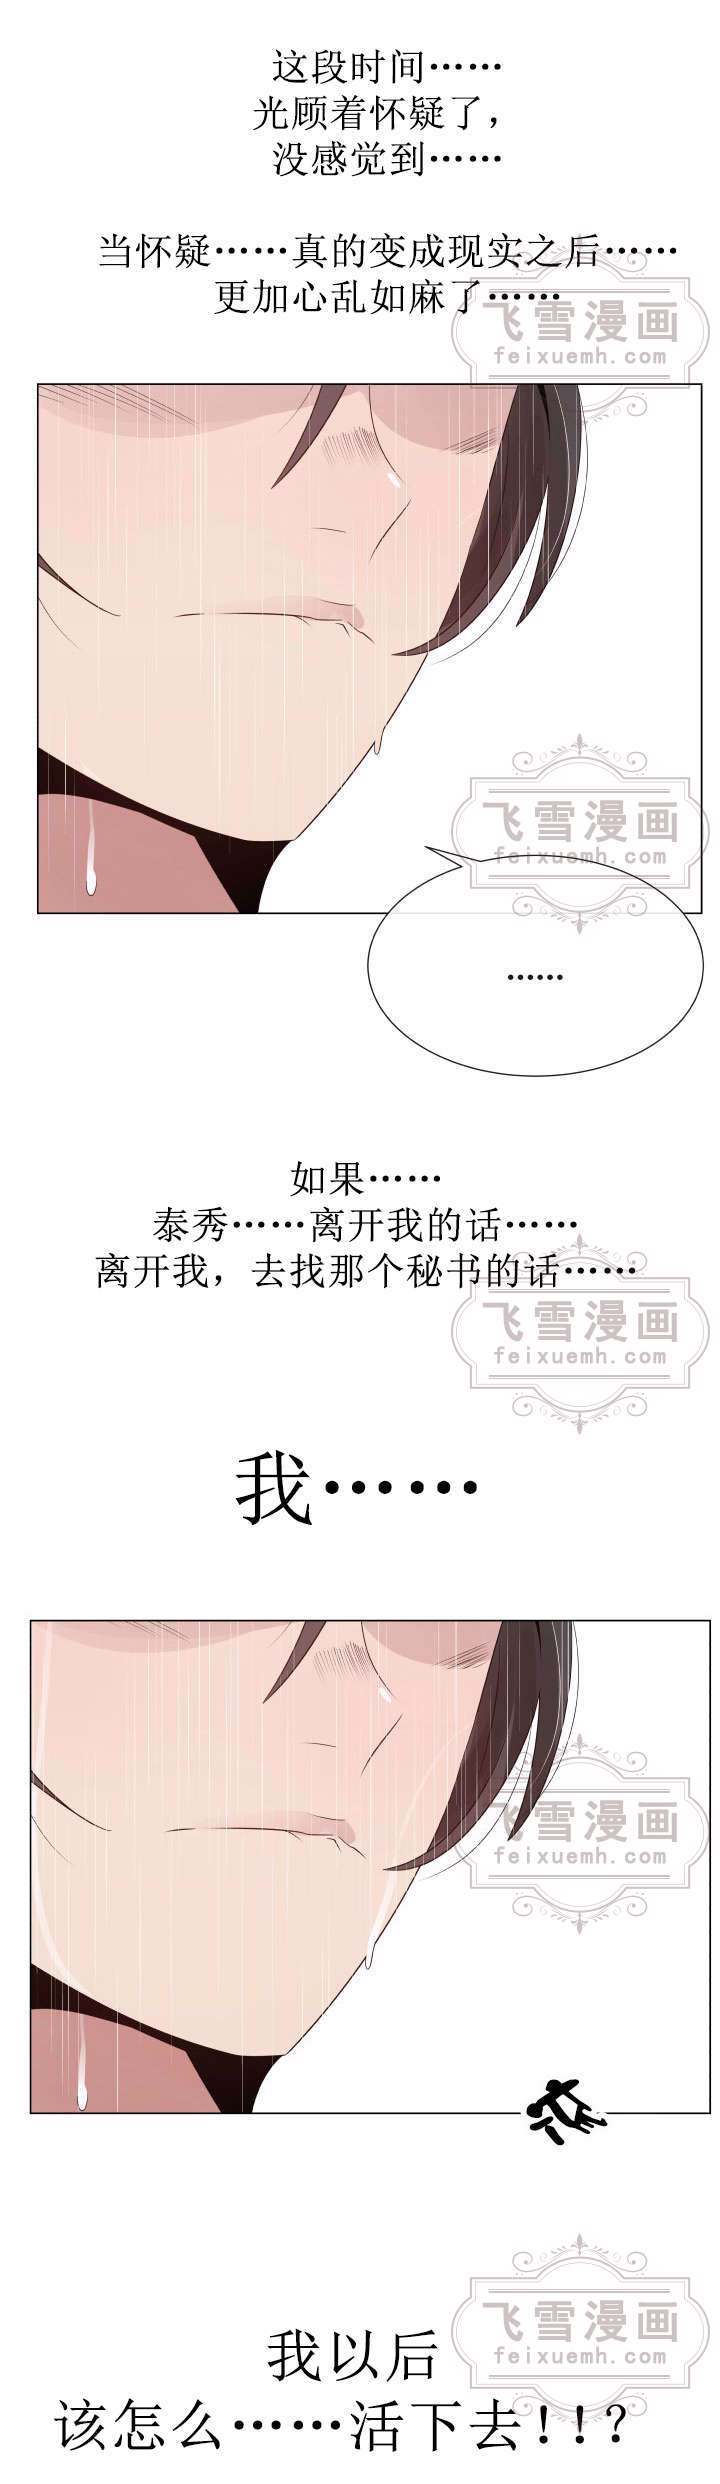 这段时间……
光顾着怀疑了，
没感觉到……
当怀疑……真的变成现实之后……
更加心乱如麻了……
飞雪漫画
feixuemh.com
飞雪漫画
feixuemh.com
……
如果……
泰秀……离开我的话……
离开我，去找那个秘书的话……
飞雪漫画
feixuemh.com
我……
飞雪漫画
feixuemh.com
飞雪漫画
feixuemh.com
我以后
该怎么……活下去！！？